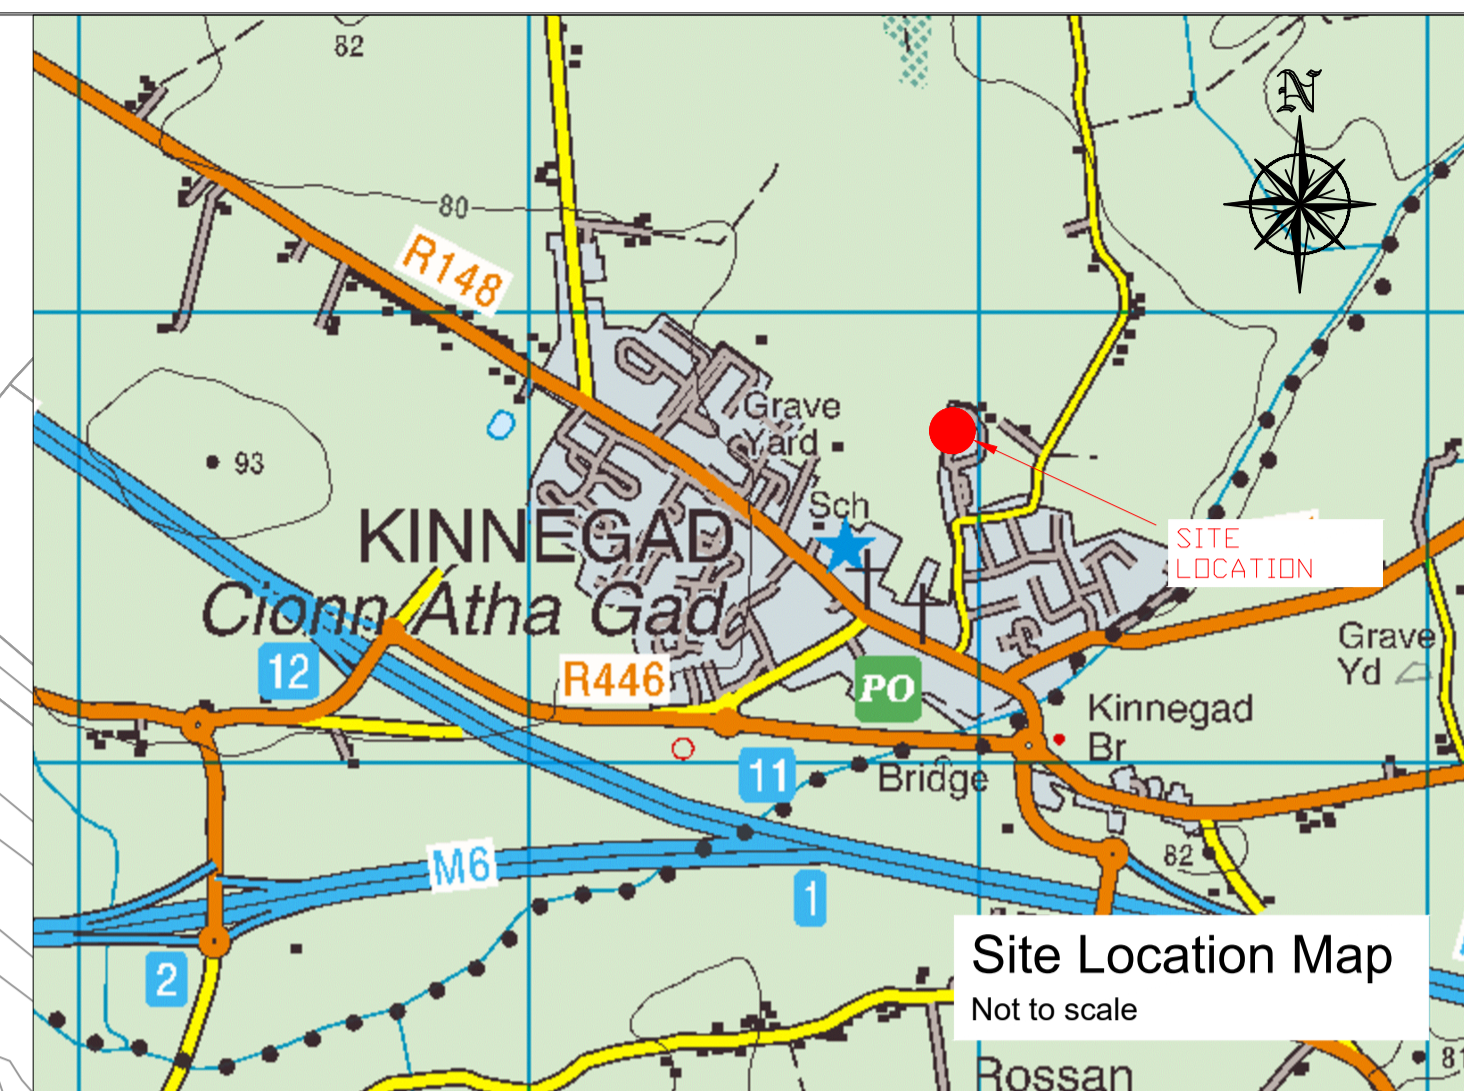 82
N
80
R148
Grave
Yard
93
Sch
KINNEGAD
Cionn Atha Gad
SITE
LOCATION
12
R446
PO
Grave
Yd
Kinnegad
Br
11
Bridge
M6
1
82
2
Site Location Map
Not to scale
Rossan
81